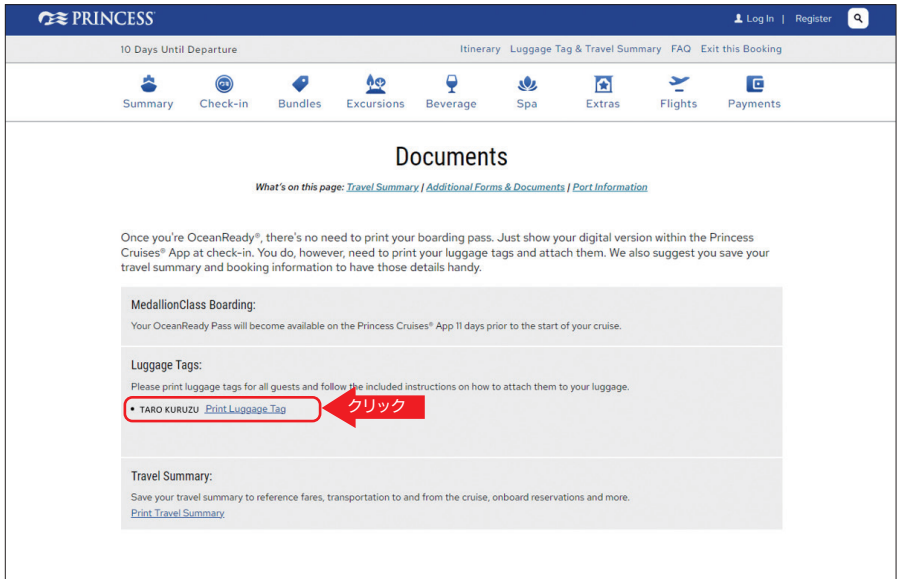 PRINCESS
Log In | Register
10 Days Until Departure
Itinerary Luggage Tag & Travel Summary FAQ Exit this Booking
Summary Check-in Bundles Excursions Beverage Spa Extras Flights Payments
Documents
What's on this page: Travel Summary / Additional Forms & Documents / Port Information
Once you're OceanReady®, there's no need to print your boarding pass. Just show your digital version within the Princess
Cruises® App at check-in. You do, however, need to print your luggage tags and attach them. We also suggest you save your
travel summary and booking information to have those details handy.
MedallionClass Boarding:
Your OceanReady Pass will become available on the Princess Cruises® App 11 days prior to the start of your cruise.
Luggage Tags:
Please print luggage tags for all guests and follow the included instructions on how to attach them to your luggage.
• TARO KURUZU Print Luggage Tag
クリック
Travel Summary:
Save your travel summary to reference fares, transportation to and from the cruise, onboard reservations and more.
Print Travel Summary